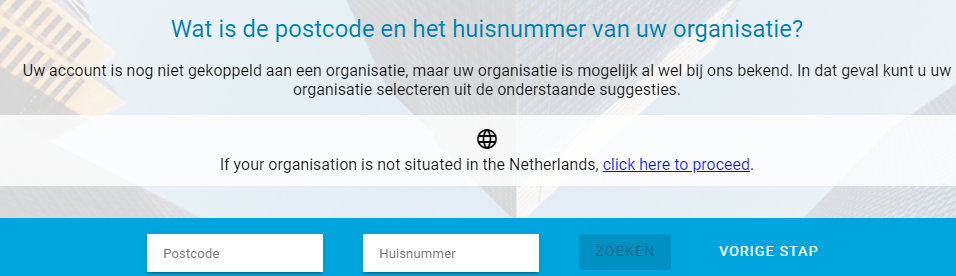 Wat is de postcode en het huisnummer van uw organisatie?
Uw account is nog niet gekoppeld aan een organisatie, maar uw organisatie is mogelijk al wel bij ons bekend. In dat geval kunt u uw
organisatie selecteren uit de onderstaande suggesties.
If your organisation is not situated in the Netherlands, click here to proceed.
Postcode Huisnummer ZOEKEN VORIGE STAP